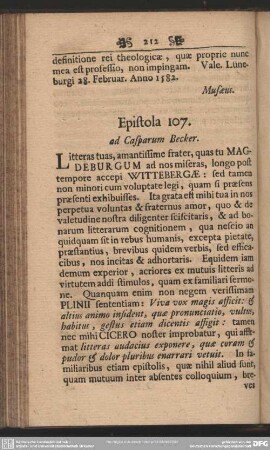 212
definitione rei theologicæ, quæ proprie nunc
mea est professio, non impingam. Vale. Lune-
burgi 28. Februar. Anno 1582.
Musæus.
Epistola 107.
ad Casparum Becker.
Litteras tuas, amantissime frater, quas tu MAG-
DEBURGUM ad nos miseras, longo post
tempore accepi WITTEBERGÆ: sed tamen
non minori cum voluptate legi, quam si præsens
præsenti exhibuisses. Ita grata est mihi tua in nos
perpetua voluntas & fraternus amor, quo & de
valetudine nostra diligenter sciscitaris, & ad bo-
narum litterarum cognitionem, qua nescio an
quidquam sit in rebus humanis, excepta pietate,
præstantius, brevibus quidem verbis, sed effica-
cibus, nos incitas & adhortaris. Equidem iam
demum experior, acriores ex mutuis litteris ad
virtutem addi stimulos, quam ex familiari sermo-
ne. Quanquam enim non negem verissimam
PLINII sententiam: Viva vox magis afficit: &
altius animo insident, quæ pronunciatio, vultus,
habitus, gestus etiam dicentis affigit: tamen
nec mihi CICERO noster improbatur, qui affir-
mat litteras audacius exponere, quæ coram &
pudor & dolor pluribus enarrari vetuit. In fa-
miliaribus etiam epistolis, quæ nihil aliud sunt,
quam mutuum inter absentes colloquium, bre-
vei